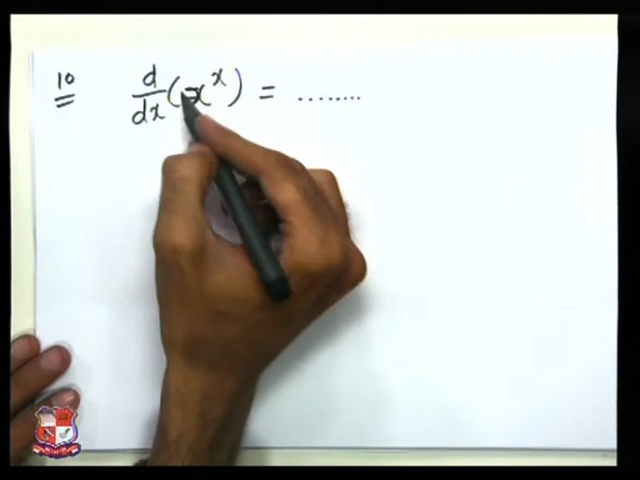 10 d/dx (x^x) = ........